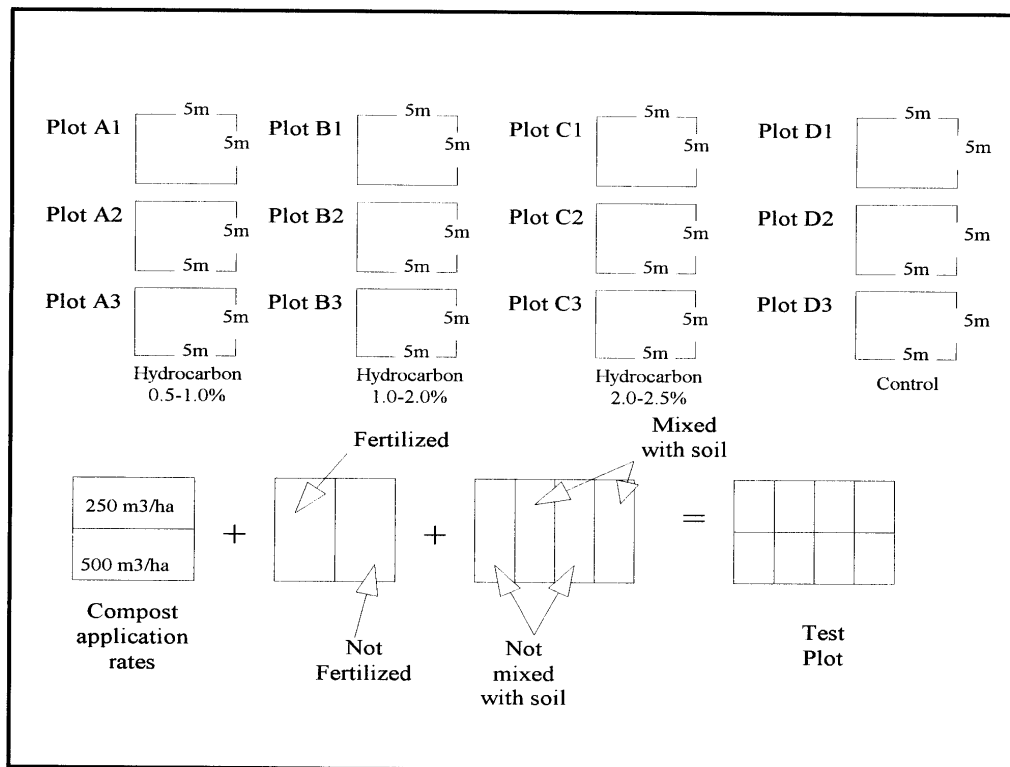 5m 5m 5m 5m
Plot A1 Plot B1 Plot C1 Plot D1
5m 5m 5m 5m
Plot A2 Plot B2 Plot C2 Plot D2
5m 5m 5m 5m
5m 5m 5m 5m
Plot A3 Plot B3 Plot C3 Plot D3
5m 5m 5m 5m
5m 5m 5m 5m
Hydrocarbon Hydrocarbon Hydrocarbon Control
0.5-1.0% 1.0-2.0% 2.0-2.5%
Fertilized
Mixed
with soil
250 m3/ha
500 m3/ha
+ + =
Compost
application
rates
Not
Fertilized
Not
mixed
with soil
Test
Plot